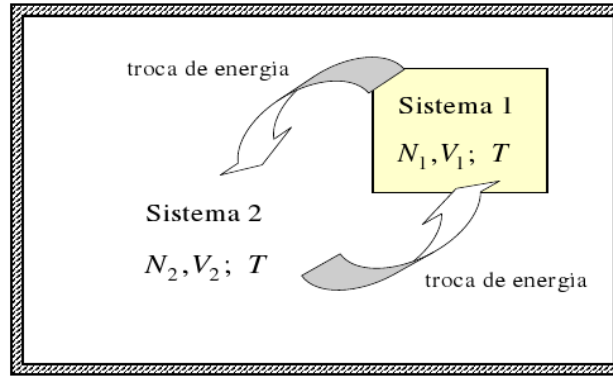 troca de energia
Sistema 1
N₁,V₁; T
Sistema 2
N₂,V₂; T
troca de energia